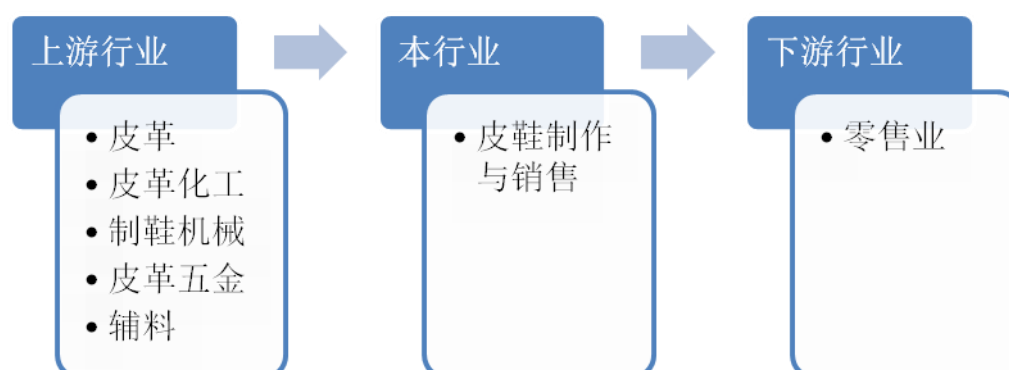 上游行业
• 皮革
• 皮革化工
• 制鞋机械
• 皮革五金
• 辅料
本行业
• 皮鞋制作
与销售
下游行业
• 零售业